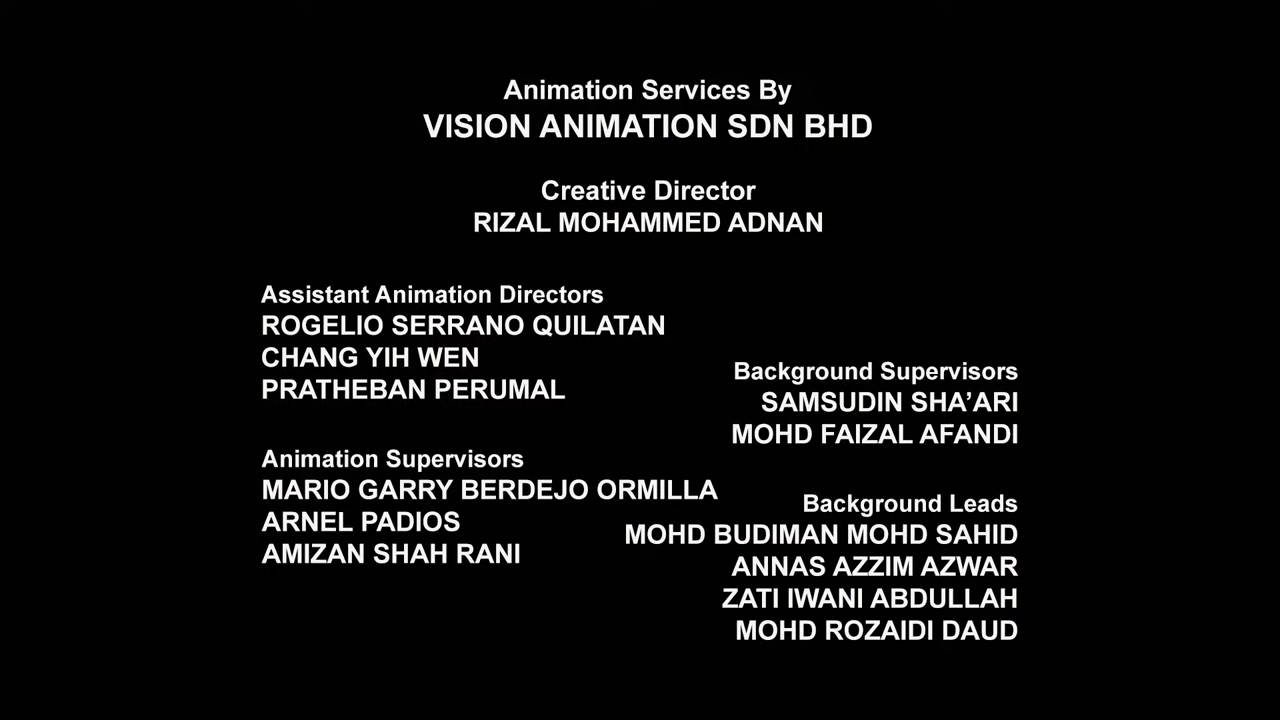 Animation Services By
VISION ANIMATION SDN BHD
Creative Director
RIZAL MOHAMMED ADNAN
Assistant Animation Directors
ROGELIO SERRANO QUILATAN
CHANG YIH WEN
PRATHEBAN PERUMAL
Animation Supervisors
MARIO GARRY BERDEJO ORMILLA
ARNEL PADIOS
AMIZAN SHAH RANI
Background Supervisors
SAMSUDIN SHA’ARI
MOHD FAIZAL AFANDI
Background Leads
MOHD BUDIMAN MOHD SAHID
ANNAS AZZIM AZWAR
ZATI IWANI ABDULLAH
MOHD ROZAIDI DAUD